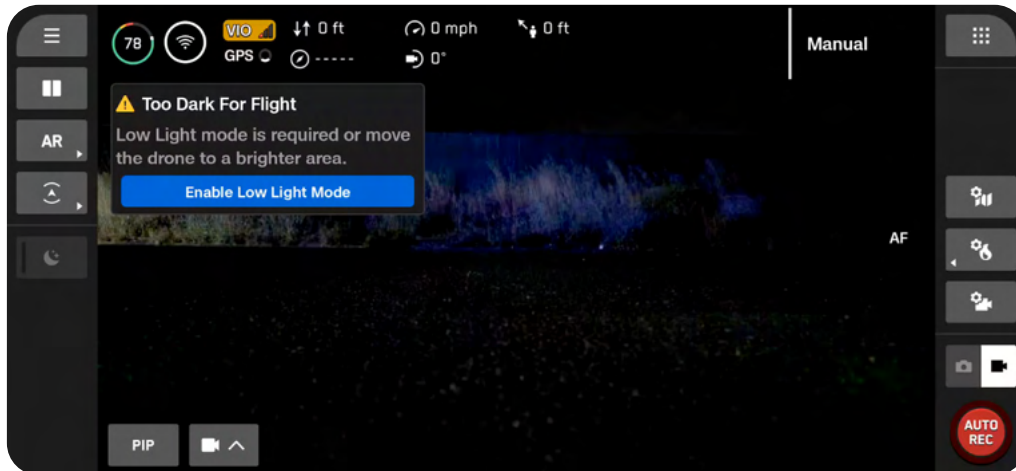 78
VIO
GPS
0 ft
-----
0 mph
0°
0 ft
Manual
Too Dark For Flight
Low Light mode is required or move
the drone to a brighter area.
Enable Low Light Mode
AR
AF
PIP
AUTO
REC